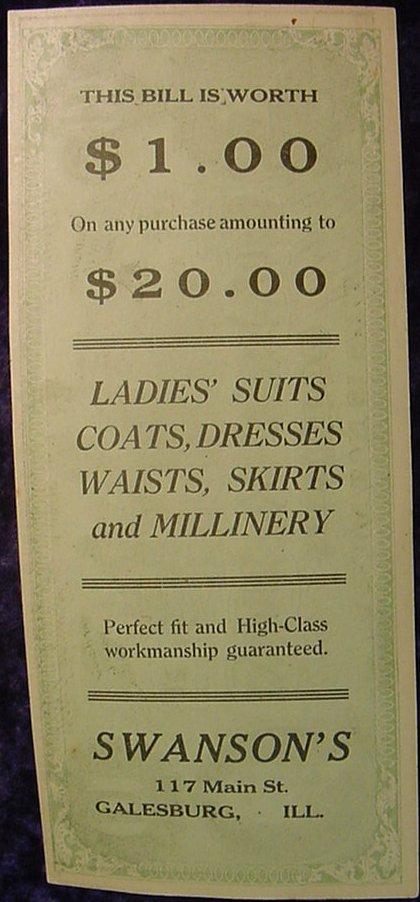 THIS BILL IS WORTH
$1.00
On any purchase amounting to
$20.00
LADIES' SUITS
COATS, DRESSES
WAISTS, SKIRTS
and MILLINERY
Perfect fit and High-Class
workmanship guaranteed.
SWANSON'S
117 Main St.
GALESBURG, ILL.